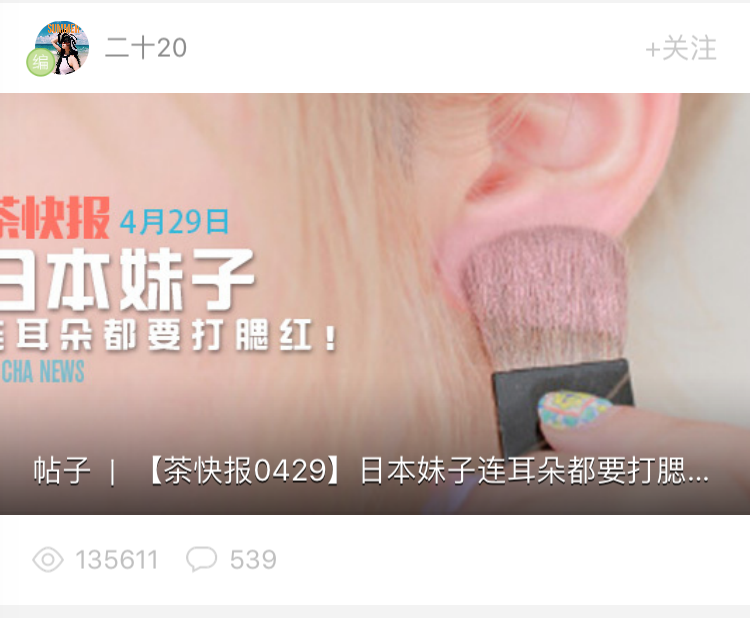 SUMMER
编
二十20
+关注
茶快报 4月29日
日本妹子
连耳朵都要打腮红！
CHA NEWS
帖子 | 【茶快报0429】日本妹子连耳朵都要打腮...
135611 539